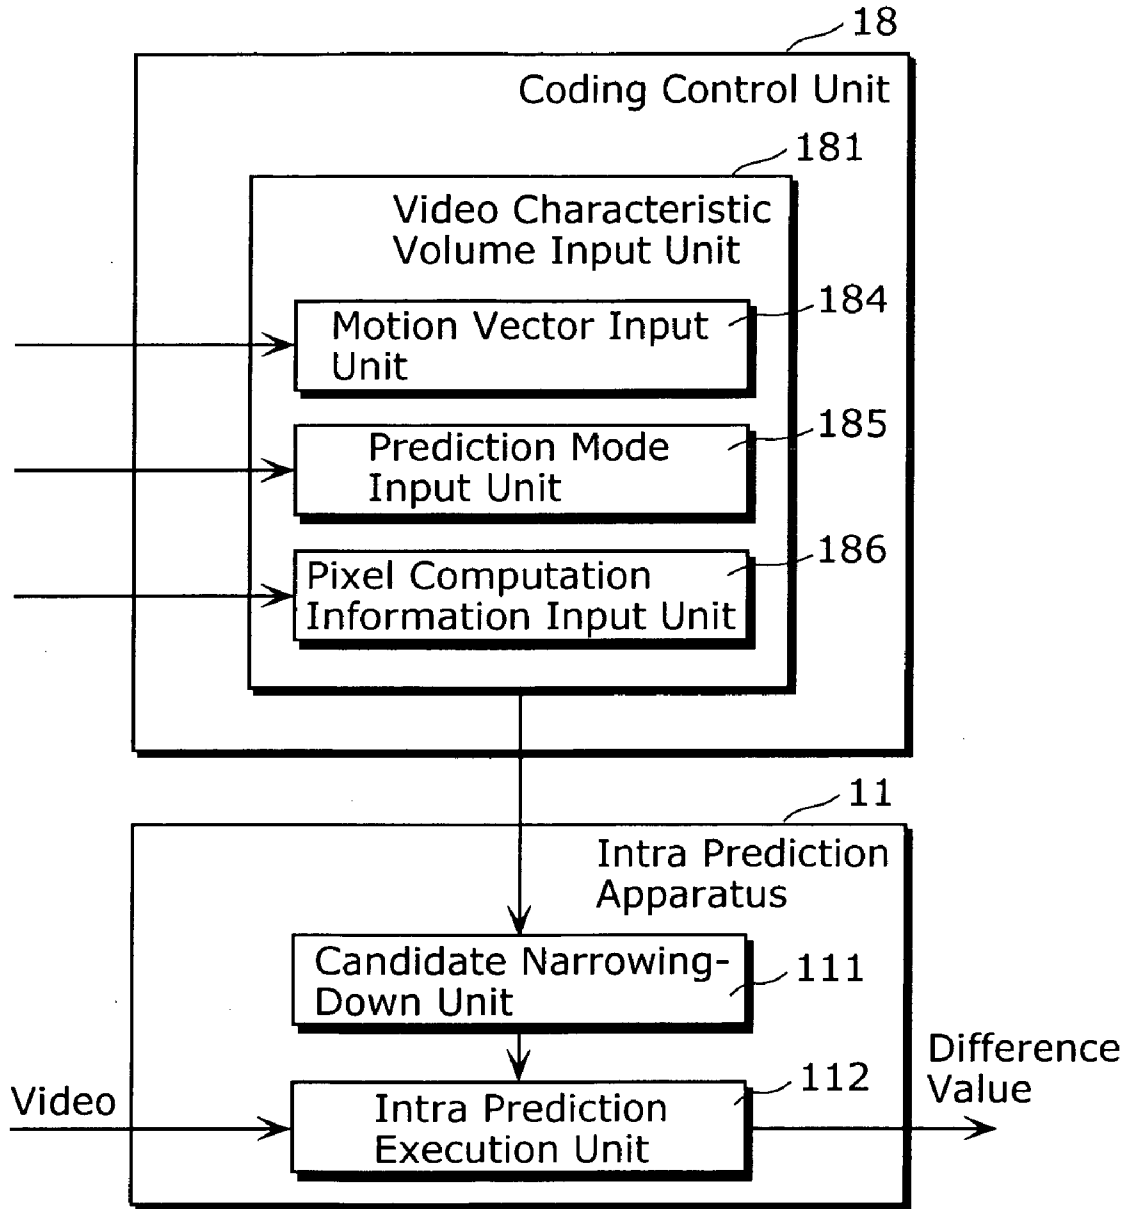 18
Coding Control Unit
181
Video Characteristic
Volume Input Unit
184
Motion Vector Input
Unit
185
Prediction Mode
Input Unit
186
Pixel Computation
Information Input Unit
11
Intra Prediction
Apparatus
Candidate Narrowing-
Down Unit
111
Difference
Value
Video
112
Intra Prediction
Execution Unit